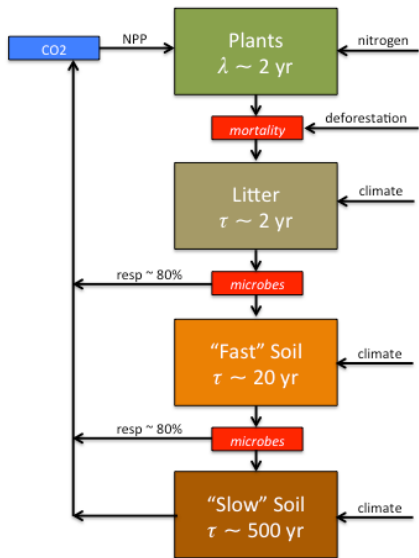 CO2
NPP
Plants
λ ~ 2 yr
nitrogen
mortality
deforestation
Litter
τ ~ 2 yr
climate
resp ~ 80%
microbes
“Fast” Soil
τ ~ 20 yr
climate
resp ~ 80%
microbes
“Slow” Soil
τ ~ 500 yr
climate